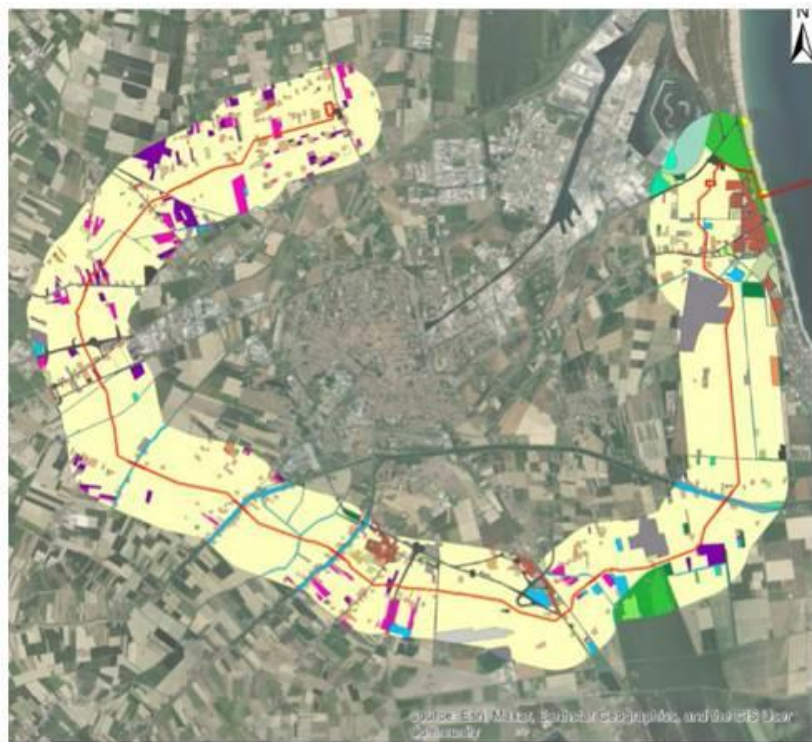 N
Source: Esri, Maxar, Earthstar Geographics, and the GIS User
Community